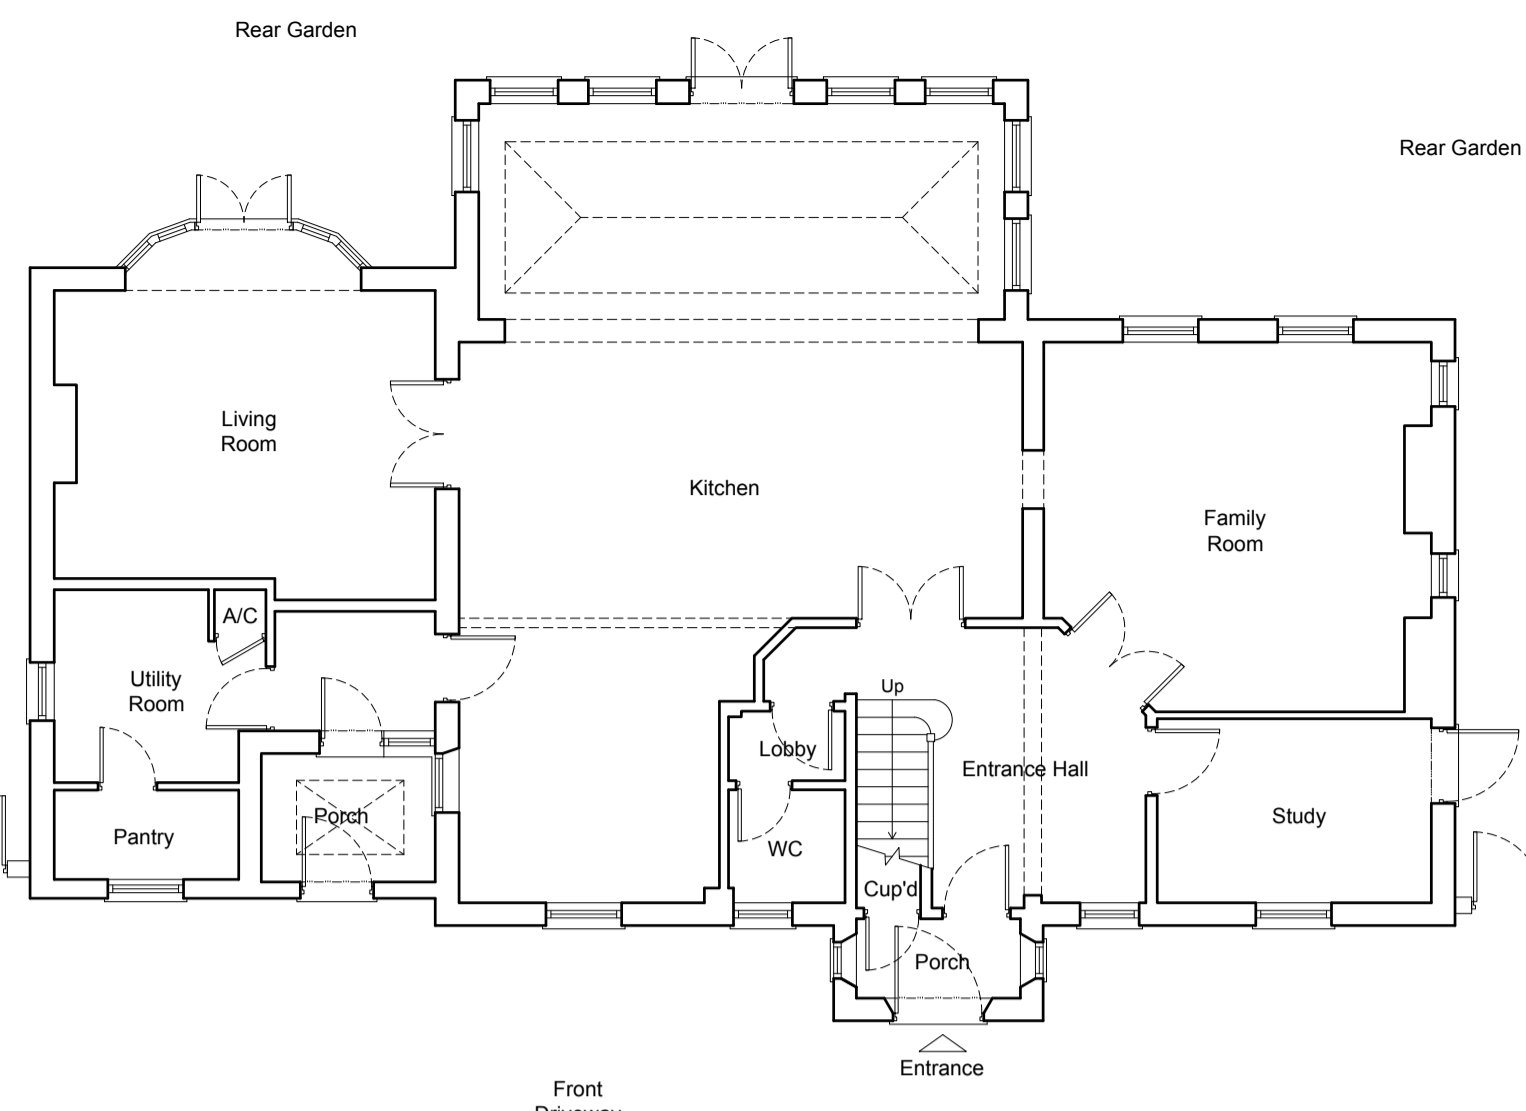 Rear Garden
Rear Garden
Living
Room
Kitchen
Family
Room
A/C
Utility
Room
Up
Lobby
Entrance Hall
Porch
Study
Pantry
WC
Cup'd
Porch
Entrance
Front
Driveway